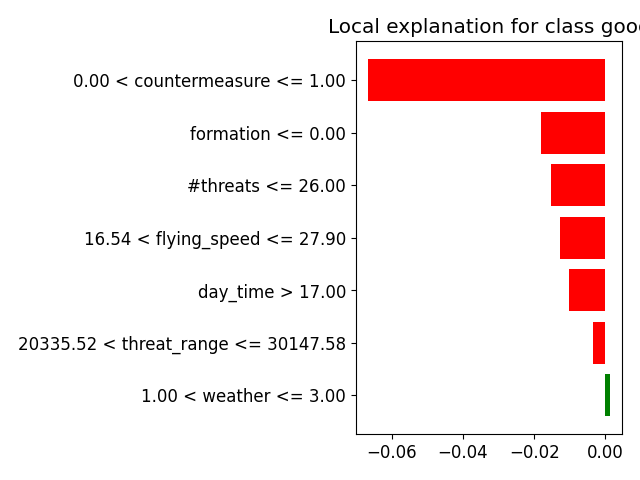 Local explanation for class good
0.00 < countermeasure <= 1.00
formation <= 0.00
#threats <= 26.00
16.54 < flying_speed <= 27.90
day_time > 17.00
20335.52 < threat_range <= 30147.58
1.00 < weather <= 3.00
−0.06 −0.04 −0.02 0.00